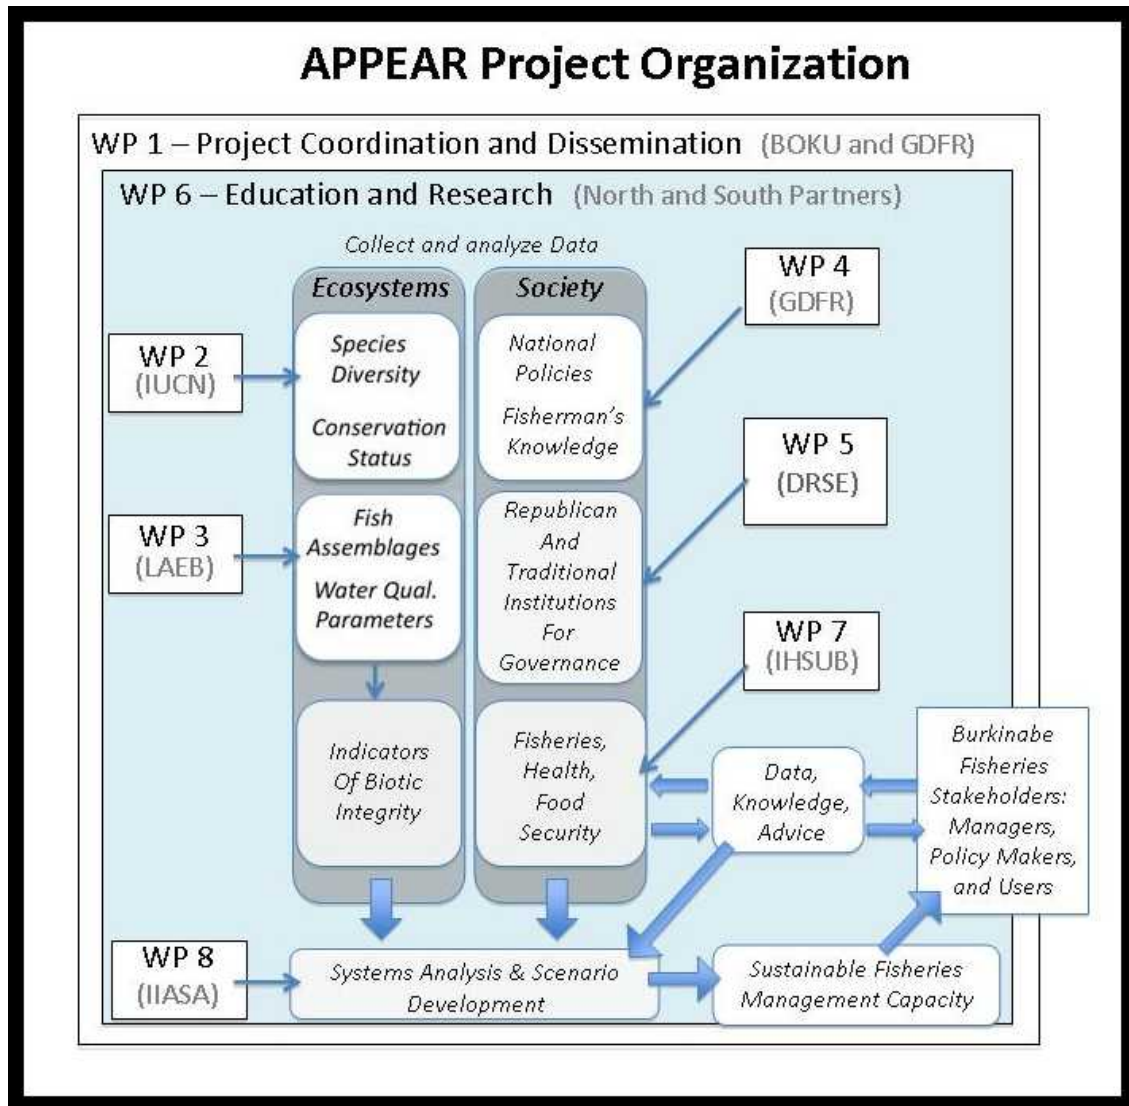 APPEAR Project Organization
WP 1 – Project Coordination and Dissemination (BOKU and GDFR)
WP 6 – Education and Research (North and South Partners)
Collect and analyze Data
Ecosystems
Society
WP 4
(GDFR)
WP 2
(IUCN)
Species
Diversity
Conservation
Status
National
Policies
Fisherman's
Knowledge
WP 5
(DRSE)
WP 3
(LAEB)
Fish
Assemblages
Water Qual.
Parameters
Republican
And
Traditional
Institutions
For
Governance
WP 7
(IHSUB)
Indicators
Of Biotic
Integrity
Fisheries,
Health,
Food
Security
Data,
Knowledge,
Advice
Burkinabe
Fisheries
Stakeholders:
Managers,
Policy Makers,
and Users
WP 8
(IIASA)
Systems Analysis & Scenario
Development
Sustainable Fisheries
Management Capacity